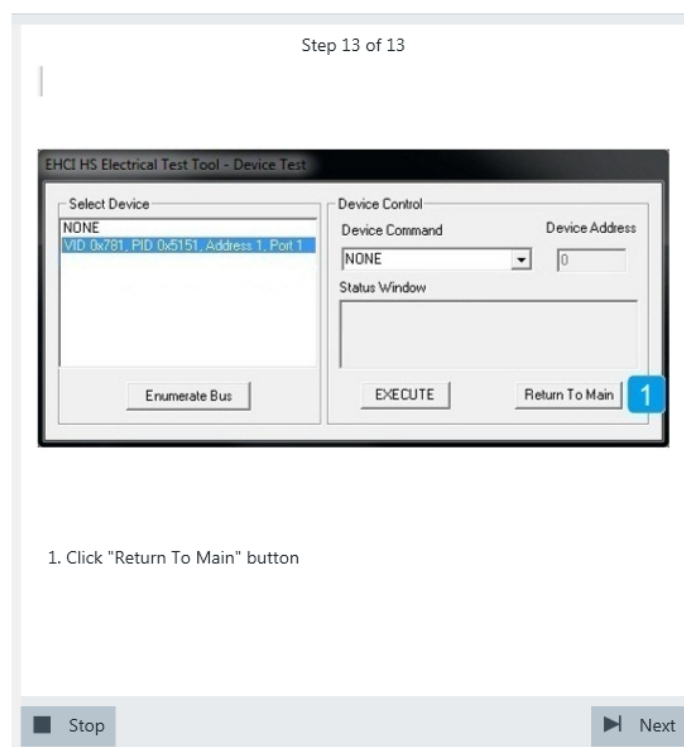 Step 13 of 13
EHCI HS Electrical Test Tool - Device Test
Select Device
NONE
VID 0x781, PID 0x5151, Address 1, Port 1
Enumerate Bus
Device Control
Device Command
Device Address
NONE
0
Status Window
EXECUTE
Return To Main
1
1. Click "Return To Main" button
Stop
Next